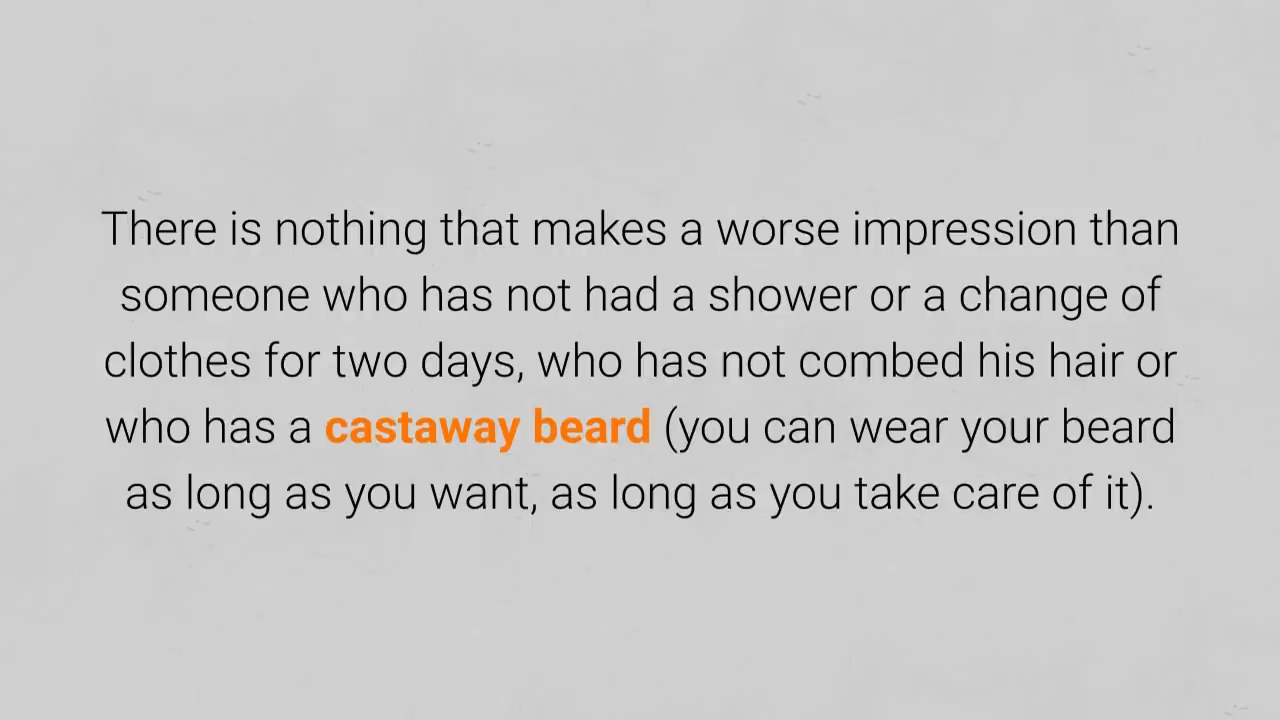 There is nothing that makes a worse impression than
someone who has not had a shower or a change of
clothes for two days, who has not combed his hair or
who has a castaway beard (you can wear your beard
as long as you want, as long as you take care of it).